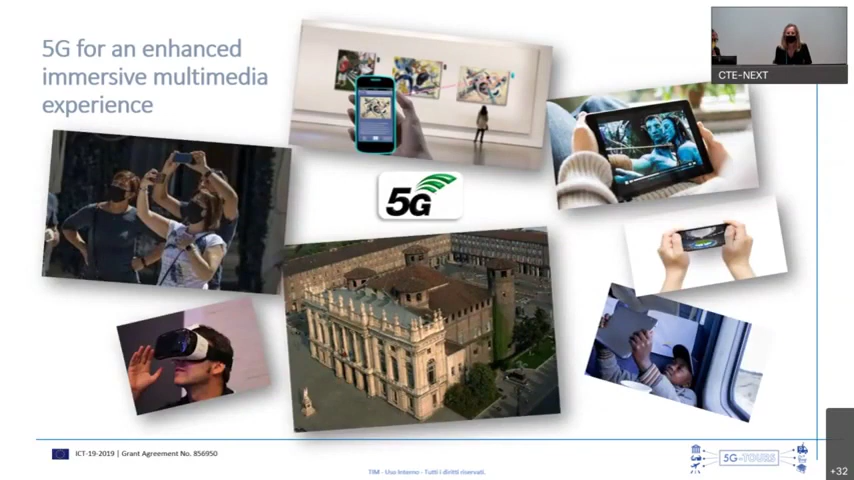 5G for an enhanced
immersive multimedia
experience
CTE-NEXT
5G
ICT-19-2019 | Grant Agreement No. 856950
5G-TOURS
TIM - Uso Interno - Tutti i diritti riservati.
+32